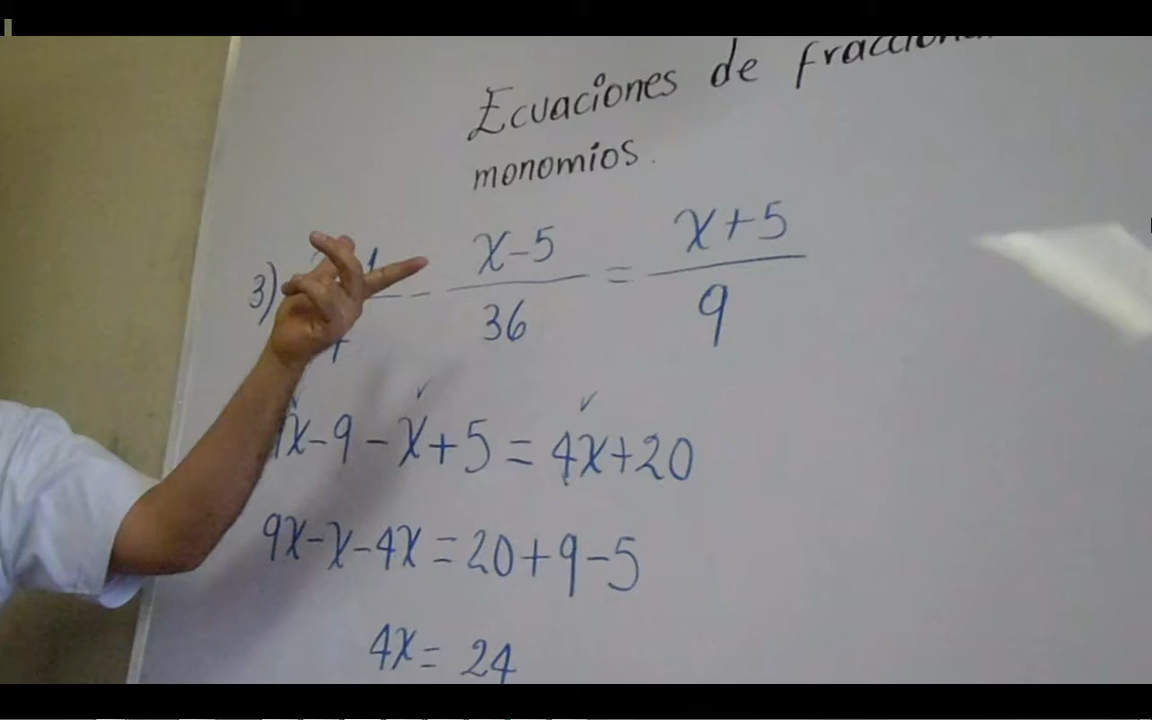 Ecuaciones de
monomios.
3) - x-5/36 = x+5/9
x-9-x+5=4x+20
9x-x-4x=20+9-5
4x= 24